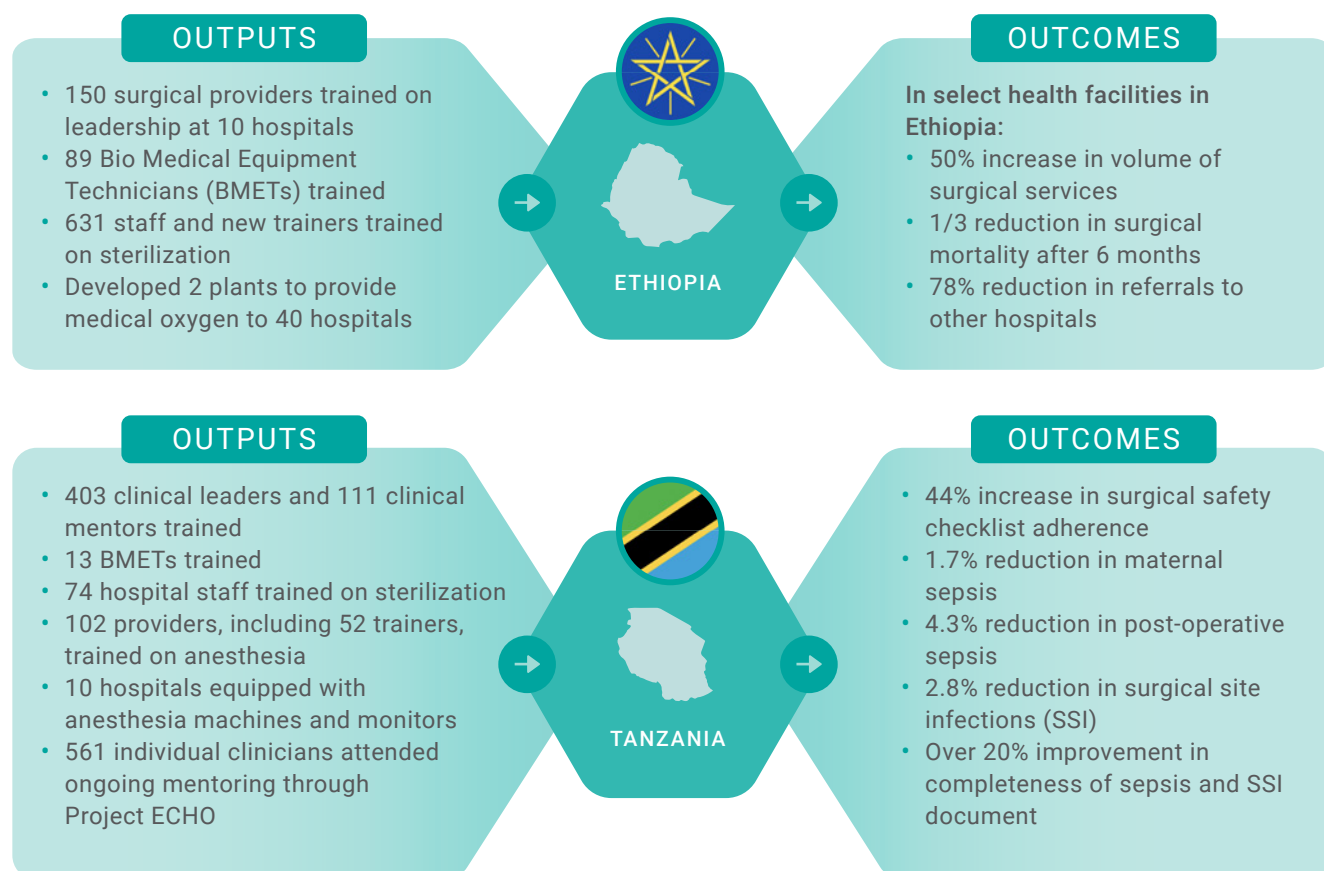 OUTPUTS
• 150 surgical providers trained on
leadership at 10 hospitals
• 89 Bio Medical Equipment
Technicians (BMETs) trained
• 631 staff and new trainers trained
on sterilization
• Developed 2 plants to provide
medical oxygen to 40 hospitals
ETHIOPIA
OUTCOMES
In select health facilities in
Ethiopia:
• 50% increase in volume of
surgical services
• 1/3 reduction in surgical
mortality after 6 months
• 78% reduction in referrals to
other hospitals
OUTPUTS
• 403 clinical leaders and 111 clinical
mentors trained
• 13 BMETs trained
• 74 hospital staff trained on sterilization
• 102 providers, including 52 trainers,
trained on anesthesia
• 10 hospitals equipped with
anesthesia machines and monitors
• 561 individual clinicians attended
ongoing mentoring through
Project ECHO
TANZANIA
OUTCOMES
• 44% increase in surgical safety
checklist adherence
• 1.7% reduction in maternal
sepsis
• 4.3% reduction in post-operative
sepsis
• 2.8% reduction in surgical site
infections (SSI)
• Over 20% improvement in
completeness of sepsis and SSI
document